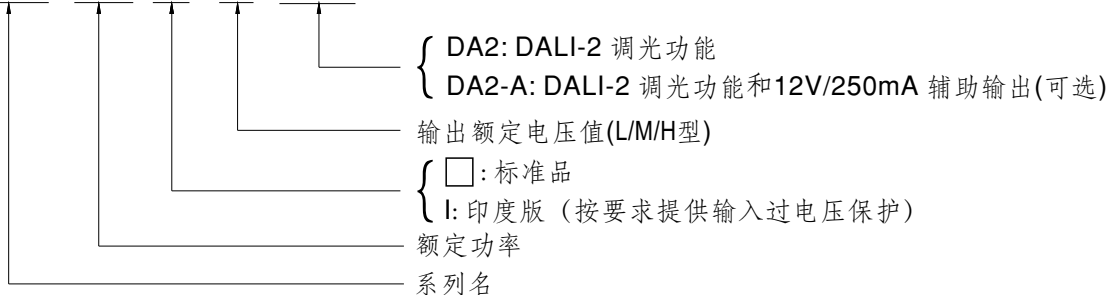 DA2: DALI-2 调光功能
DA2-A: DALI-2 调光功能和12V/250mA 辅助输出(可选)
输出额定电压值(L/M/H型)
□: 标准品
I: 印度版（按要求提供输入过电压保护）
额定功率
系列名